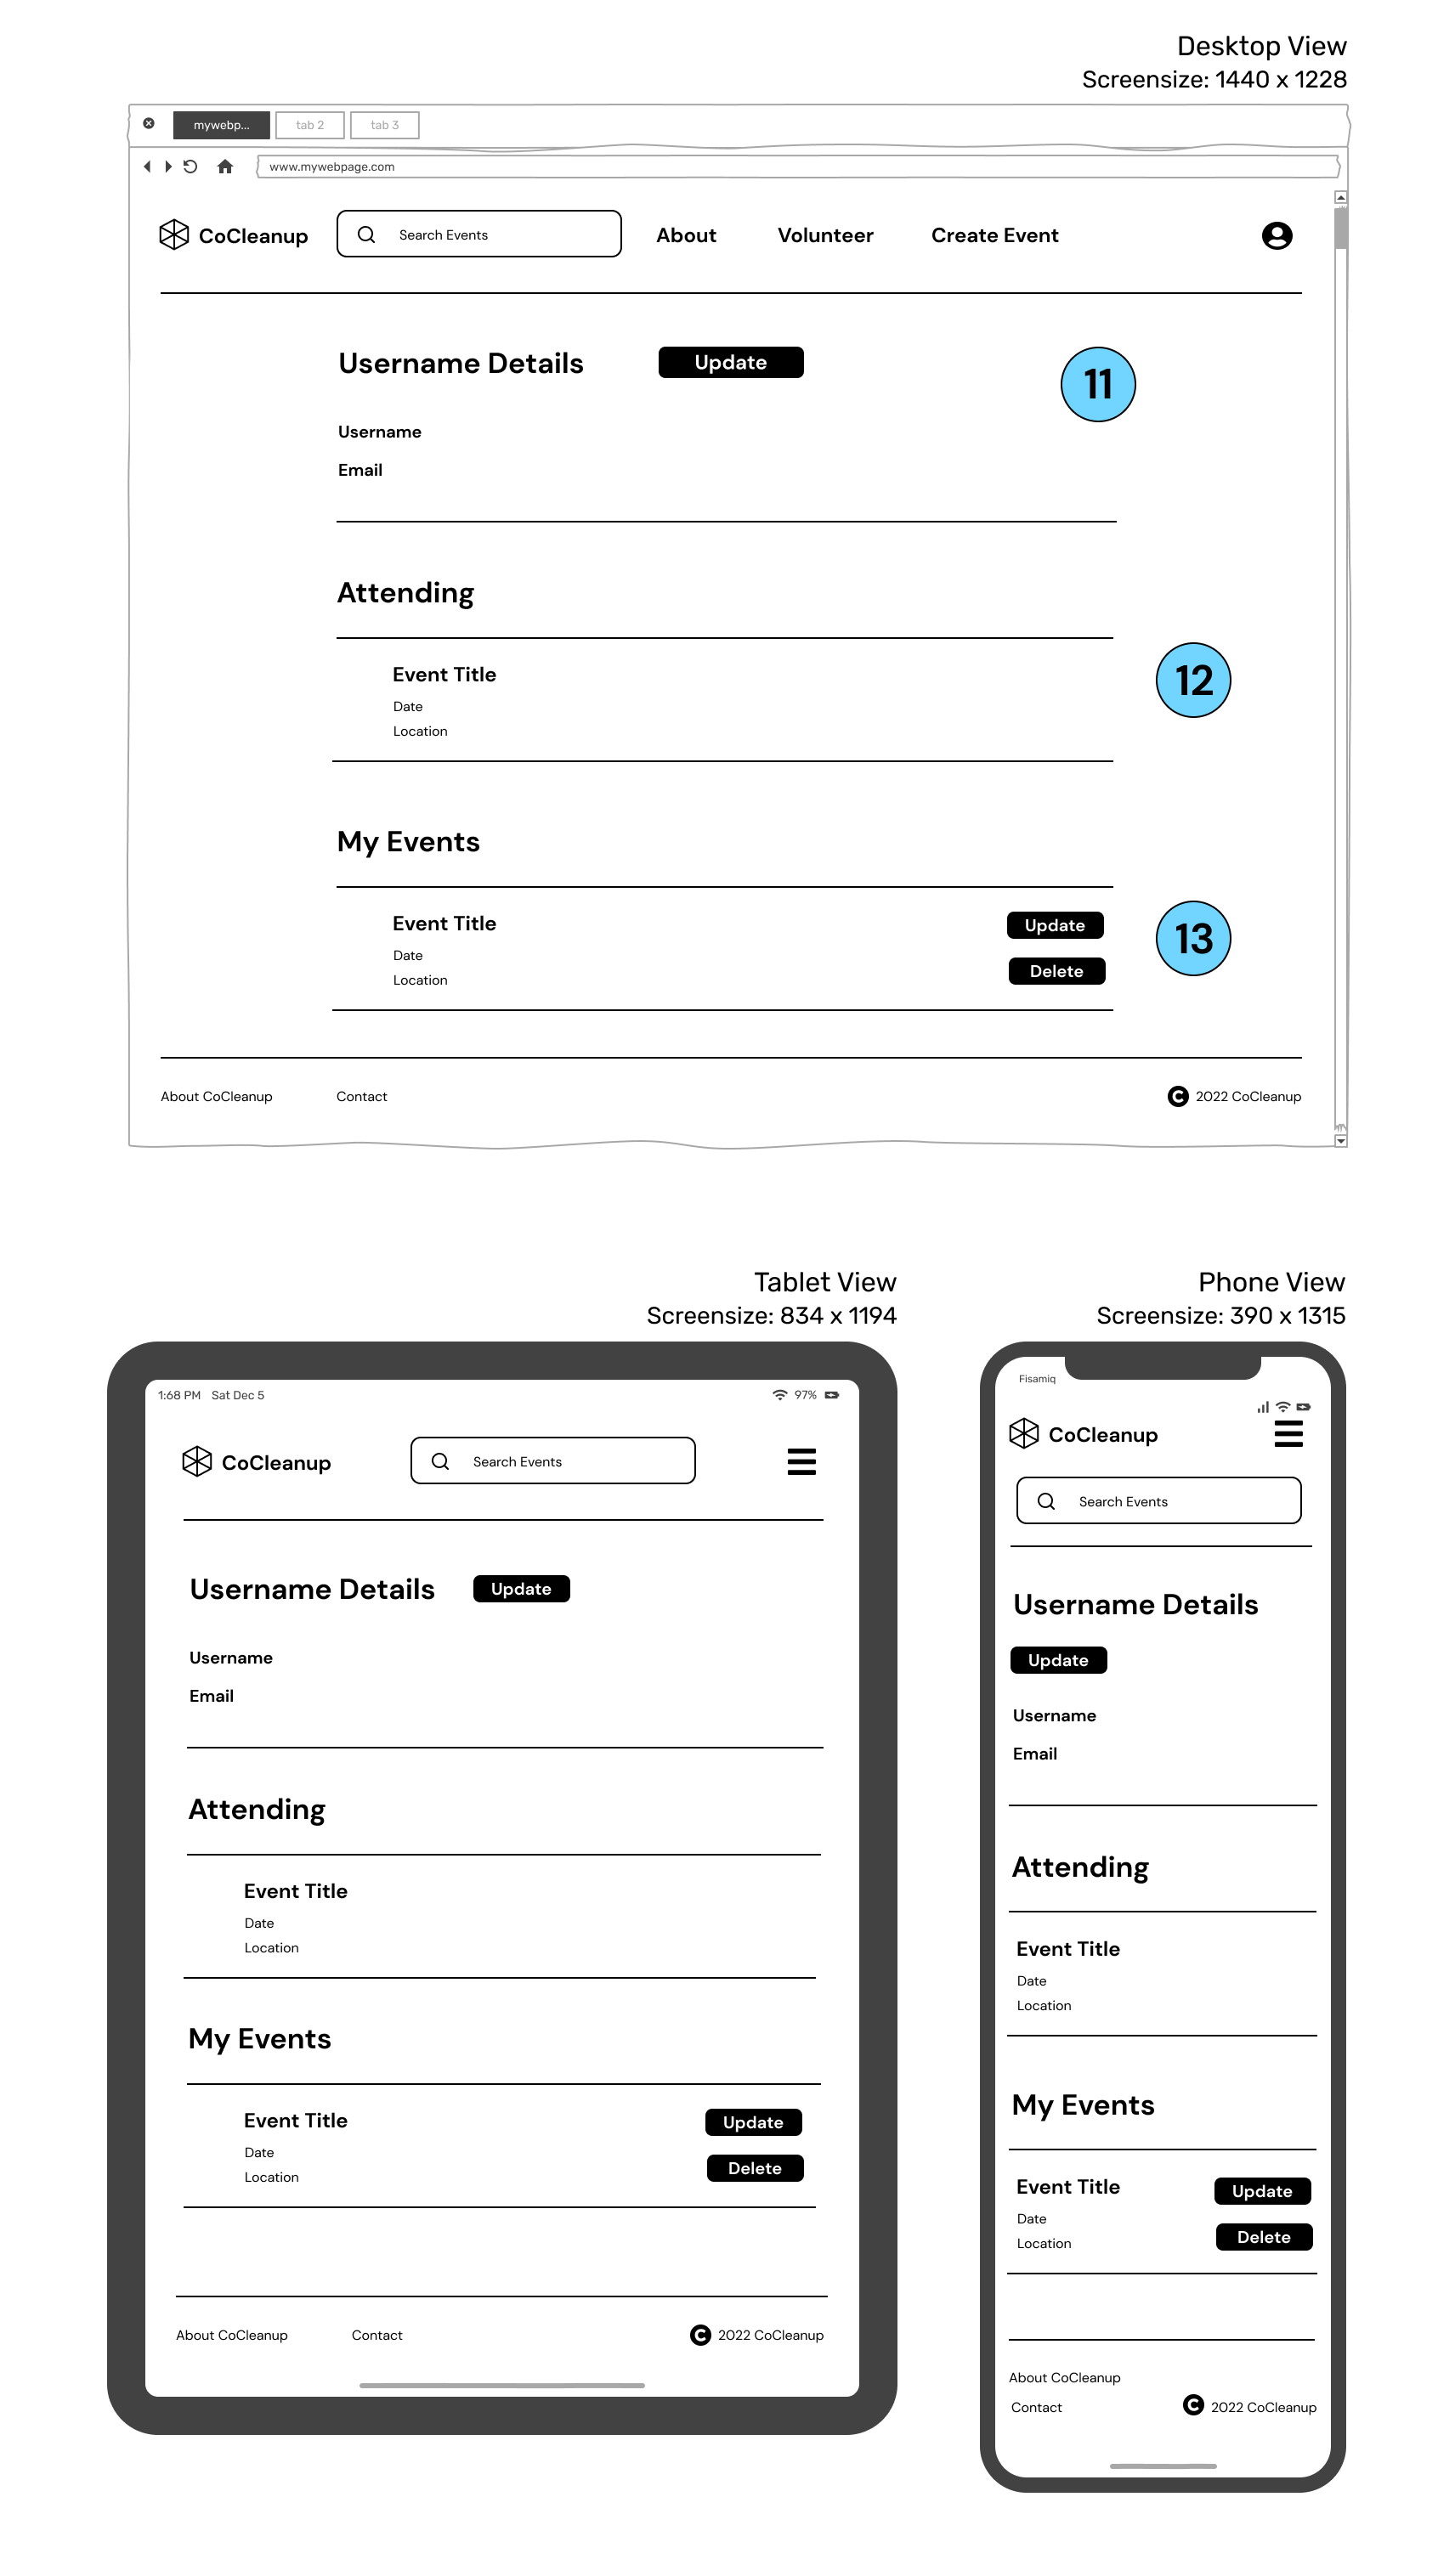 Desktop View
Screensize: 1440 x 1228
mywebp... tab 2 tab 3
www.mywebpage.com
CoCleanup Search Events About Volunteer Create Event
Username Details Update
11
Username
Email
Attending
Event Title
12
Date
Location
My Events
Event Title Update
13
Date
Delete
Location
About CoCleanup Contact C 2022 CoCleanup
Tablet View
Screensize: 834 x 1194
1:68 PM Sat Dec 5 97%
CoCleanup Search Events
Username Details Update
Username
Email
Attending
Event Title
Date
Location
My Events
Event Title Update
Date
Delete
Location
About CoCleanup Contact C 2022 CoCleanup
Phone View
Screensize: 390 x 1315
Fisamiq
CoCleanup
Search Events
Username Details
Update
Username
Email
Attending
Event Title
Date
Location
My Events
Event Title Update
Date
Delete
Location
About CoCleanup
Contact C 2022 CoCleanup